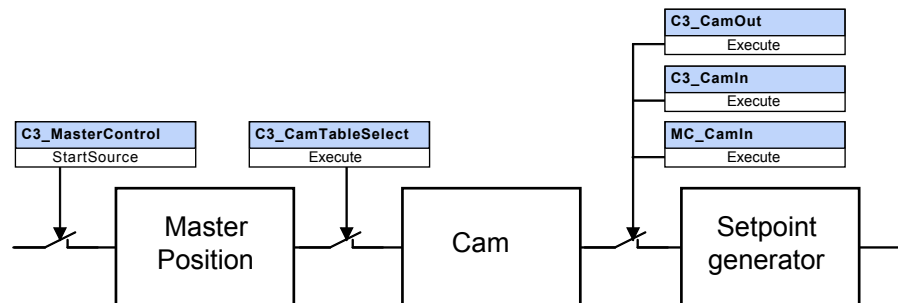 C3_CamOut
Execute
C3_CamIn
Execute
C3_MasterControl
StartSource
C3_CamTableSelect
Execute
MC_CamIn
Execute
Master
Position
Cam
Setpoint
generator